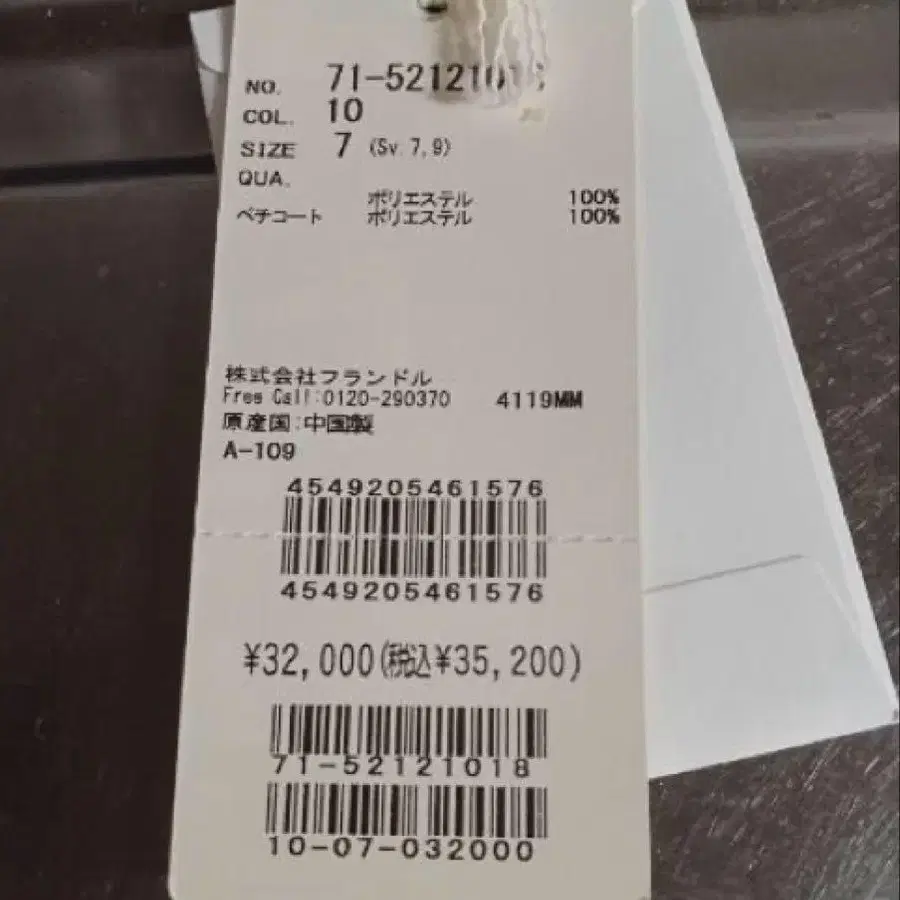 NO. 71-52121018
COL. 10
SIZE 7 (Sv.7,9)
QUA.
ポリエステル 100%
ペチコート ポリエステル 100%
株式会社フランドル
Free Call:0120-290370 4119MM
原産国:中国製
A-109
4549205461576
4549205461576
¥32,000(税込¥35,200)
71-52121018
10-07-032000